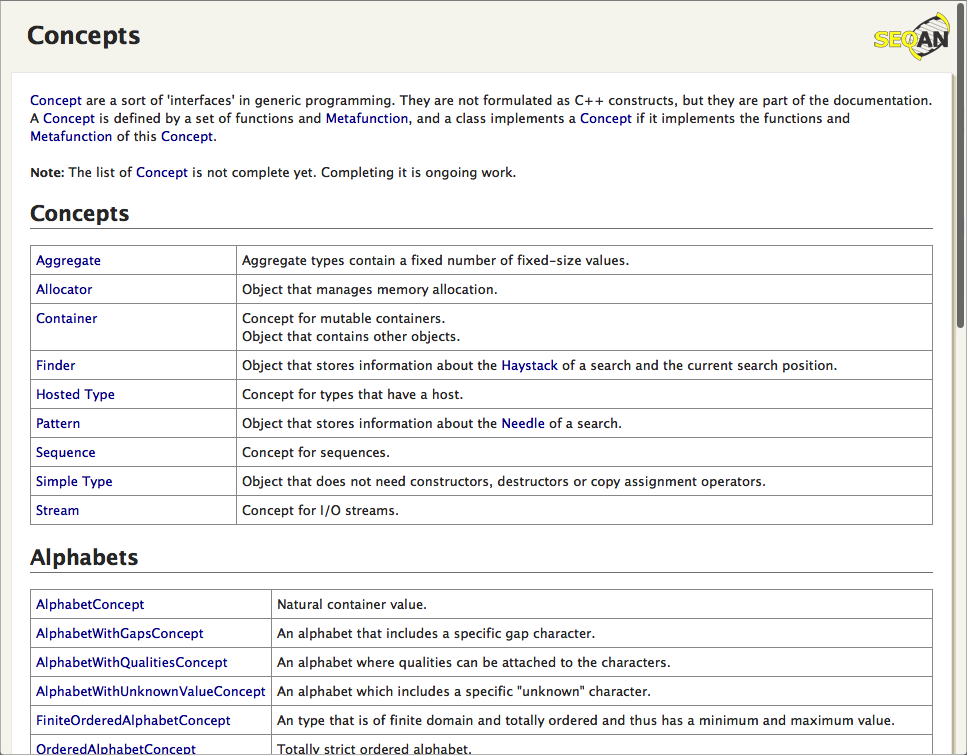 Concepts
SEQAN
Concept are a sort of 'interfaces' in generic programming. They are not formulated as C++ constructs, but they are part of the documentation.
A Concept is defined by a set of functions and Metafunction, and a class implements a Concept if it implements the functions and
Metafunction of this Concept.
Note: The list of Concept is not complete yet. Completing it is ongoing work.
Concepts
Aggregate Aggregate types contain a fixed number of fixed-size values.
Allocator Object that manages memory allocation.
Container Concept for mutable containers.
Object that contains other objects.
Finder Object that stores information about the Haystack of a search and the current search position.
Hosted Type Concept for types that have a host.
Pattern Object that stores information about the Needle of a search.
Sequence Concept for sequences.
Simple Type Object that does not need constructors, destructors or copy assignment operators.
Stream Concept for I/O streams.
Alphabets
AlphabetConcept Natural container value.
AlphabetWithGapsConcept An alphabet that includes a specific gap character.
AlphabetWithQualitiesConcept An alphabet where qualities can be attached to the characters.
AlphabetWithUnknownValueConcept An alphabet which includes a specific "unknown" character.
FiniteOrderedAlphabetConcept An type that is of finite domain and totally ordered and thus has a minimum and maximum value.
OrderedAlphabetConcept Totally strict ordered alphabet.